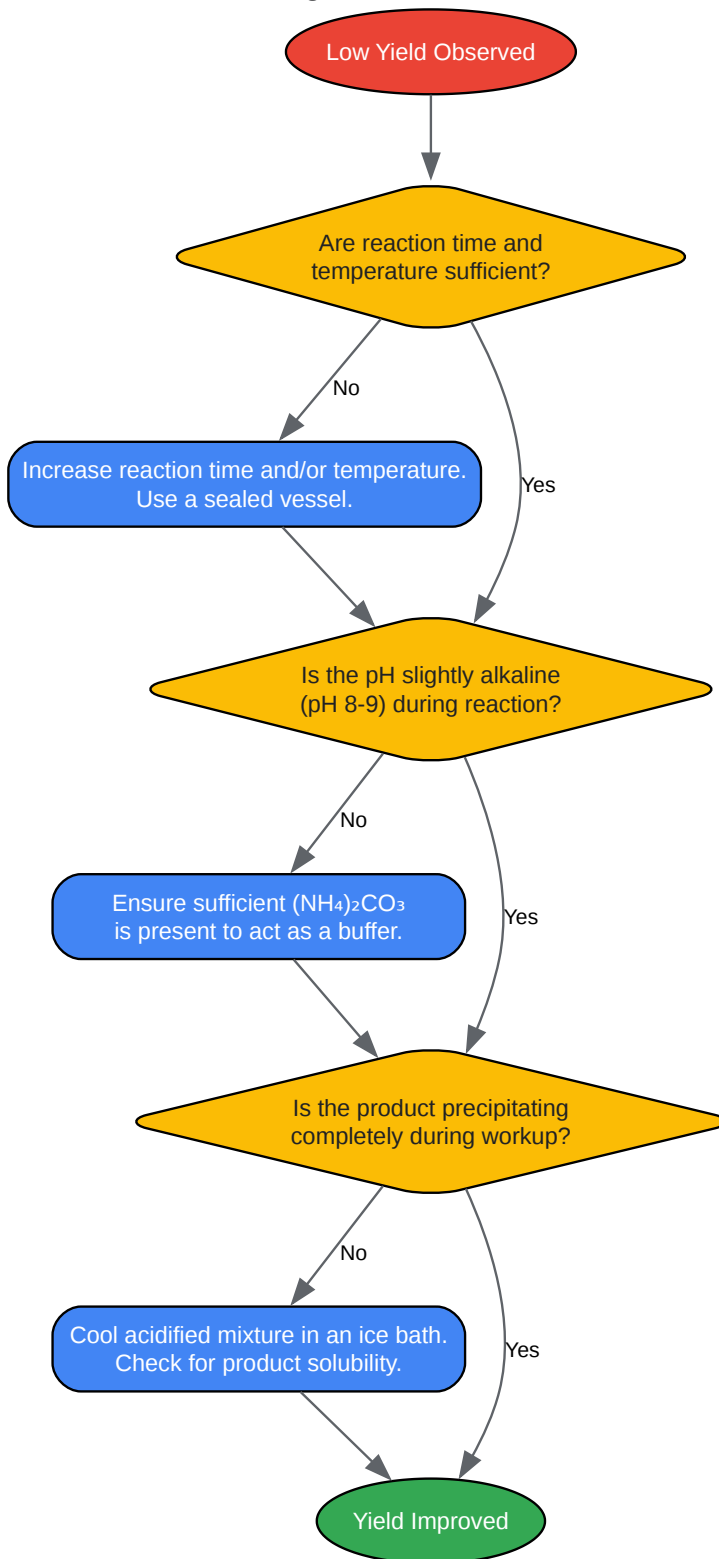 Low Yield Observed
Are reaction time and
temperature sufficient?
No
Yes
Increase reaction time and/or temperature.
Use a sealed vessel.
Is the pH slightly alkaline
(pH 8-9) during reaction?
No
Yes
Ensure sufficient (NH₄)₂CO₃
is present to act as a buffer.
Is the product precipitating
completely during workup?
No
Yes
Cool acidified mixture in an ice bath.
Check for product solubility.
Yield Improved